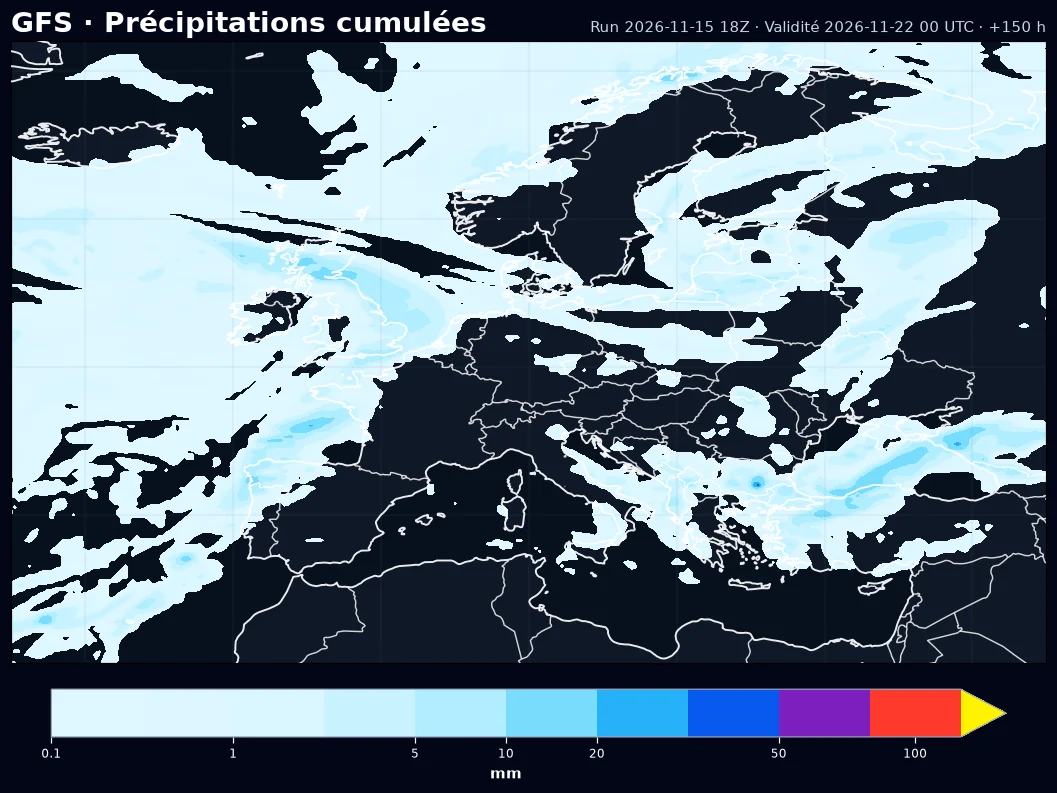 GFS · Précipitations cumulées
Run 2026-11-15 18Z · Validité 2026-11-22 00 UTC · +150 h
0.1 1 5 10 20 50 100
mm